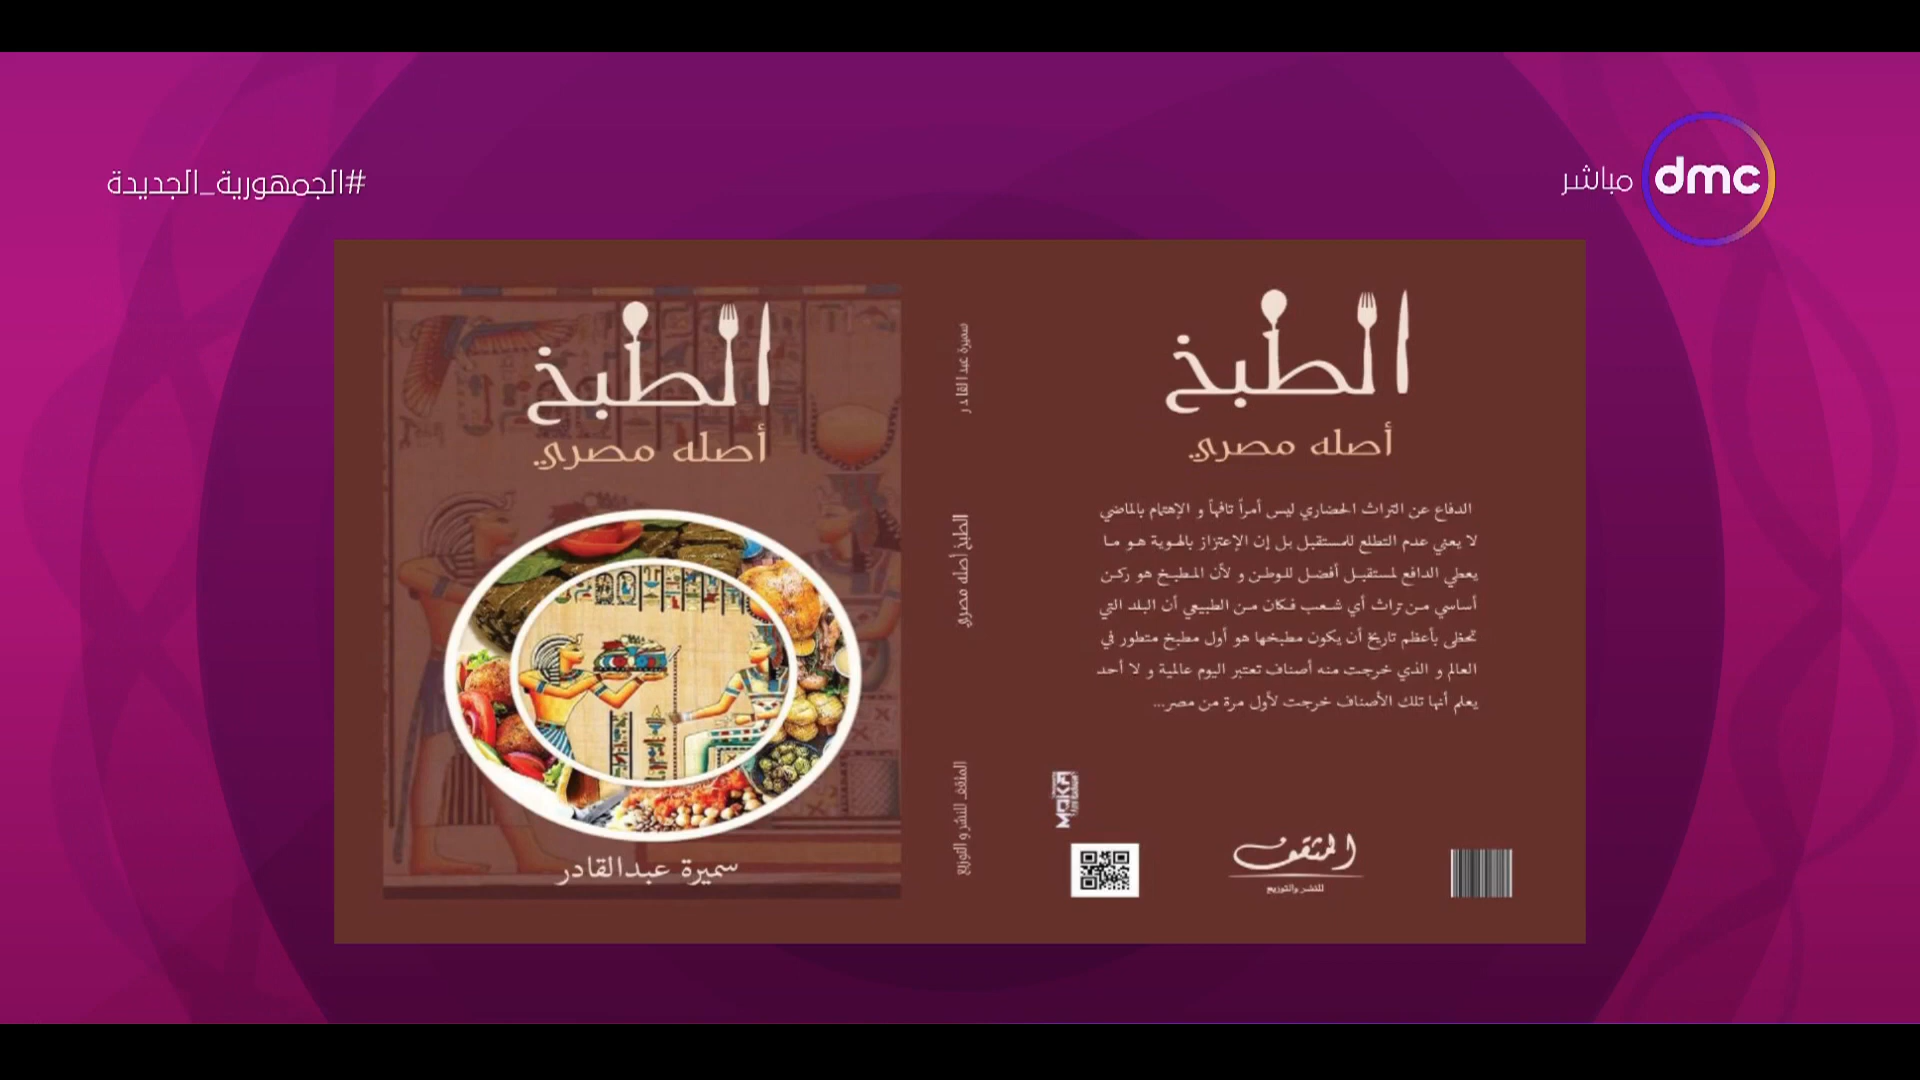 #الجمهورية_الجديدة
مباشر
dmc
الطبخ
أصله مصري
سميرة عبدالقادر
سميرة عبدالقادر
الطبخ أصله مصري
المثقف للنشر و التوزيع
الطبخ
أصله مصري
الدفاع عن التراث الحضاري ليس أمراً تافهاً و الإهتمام بالماضي
لا يعني عدم التطلع للمستقبل بل إن الإعتزاز بالهوية هو ما
يعطي الدافع لمستقبل أفضل للوطن و لأن المطبخ هو ركن
أساسي من تراث أي شعب فكان من الطبيعي أن البلد التي
تحظى بأعظم تاريخ أن يكون مطبخها هو أول مطبخ متطور في
العالم و الذي خرجت منه أصناف تعتبر اليوم عالمية و لا أحد
يعلم أنها تلك الأصناف خرجت لأول مرة من مصر...
المثقف
للنشر والتوزيع